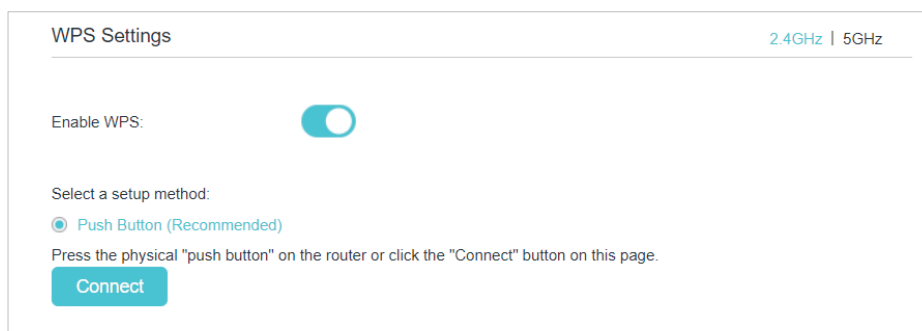 WPS Settings
2.4GHz | 5GHz
Enable WPS:
Select a setup method:
Push Button (Recommended)
Press the physical "push button" on the router or click the "Connect" button on this page.
Connect